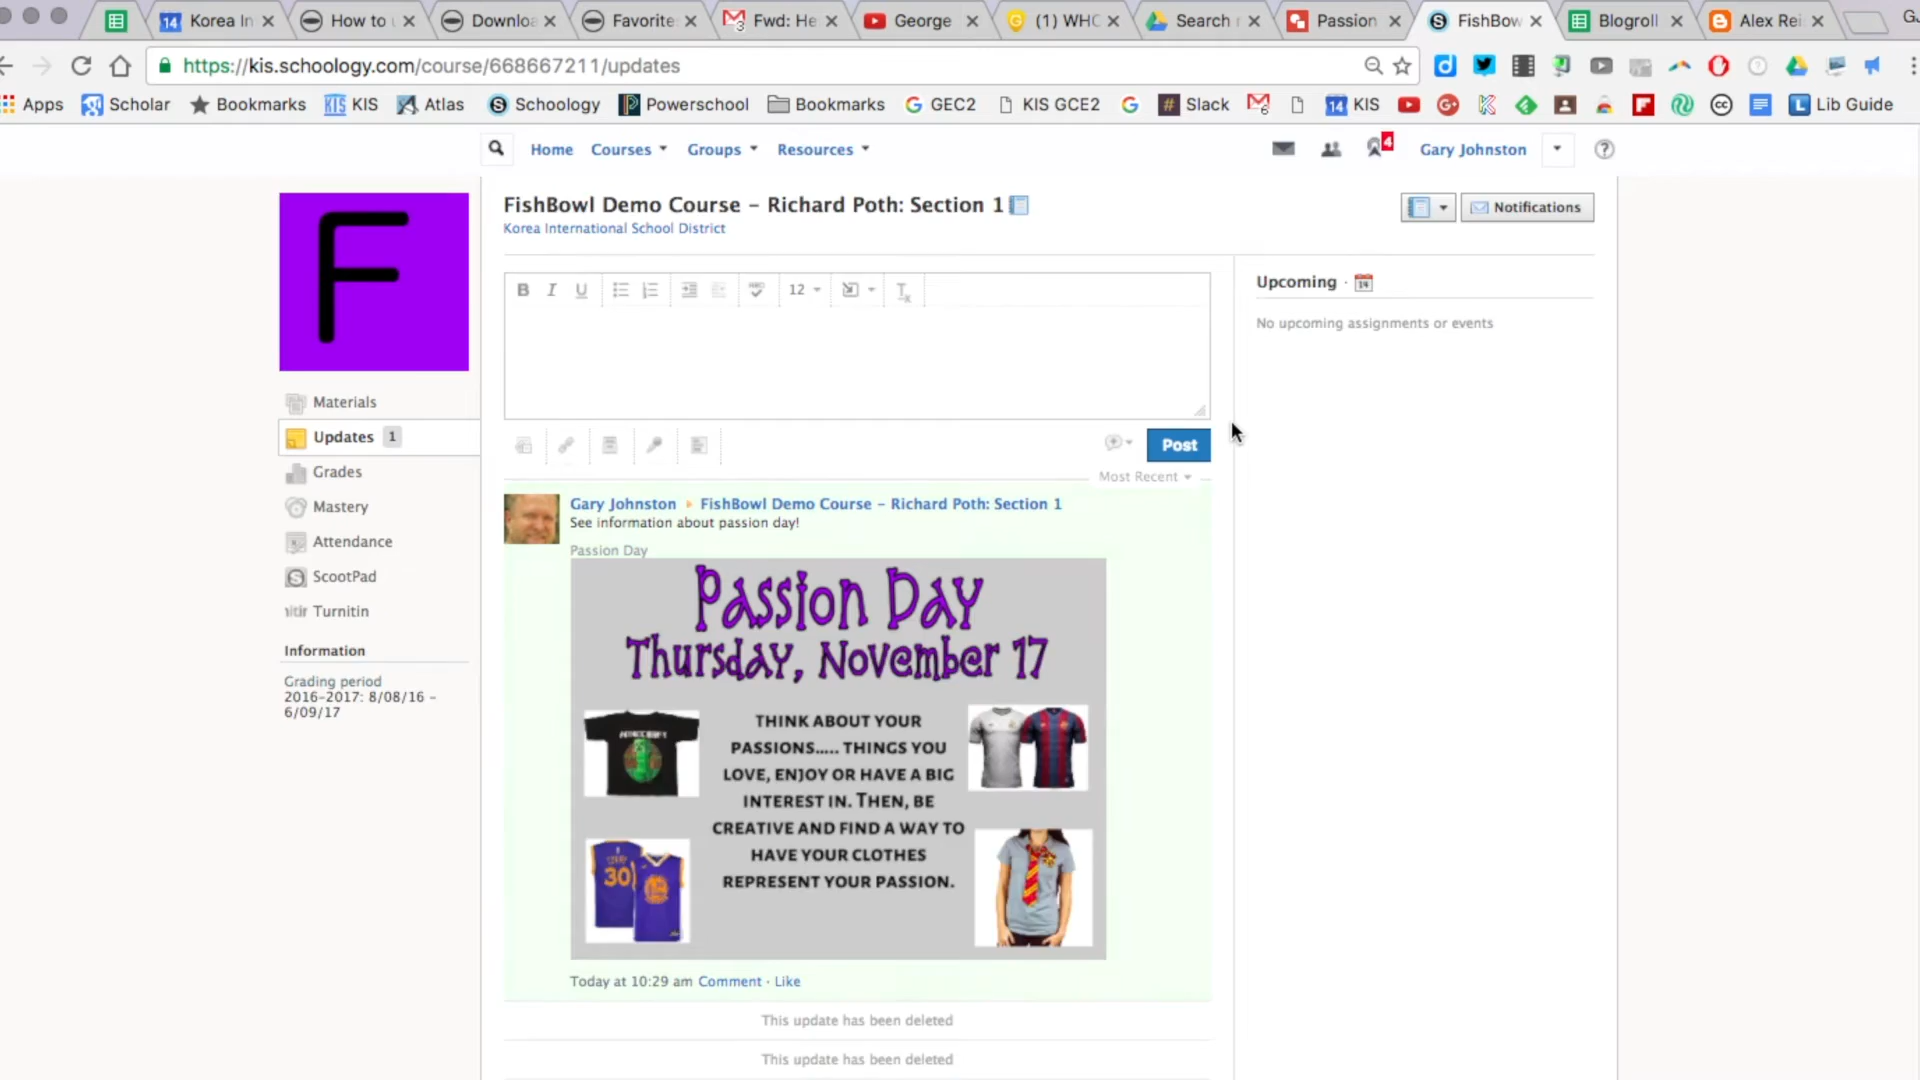 Korea In
How to u
Downloa
Favorite
Fwd: He
George
(1) WHO
Search r
Passion
FishBow
Blogroll
Alex Rei
https://kis.schoology.com/course/668667211/updates
Apps Scholar Bookmarks KIS Atlas Schoology Powerschool Bookmarks GEC2 KIS GCE2 Slack KIS Lib Guide
Home Courses Groups Resources
4 Gary Johnston
F
FishBowl Demo Course – Richard Poth: Section 1
Korea International School District
Notifications
B I U 12
Upcoming · 
No upcoming assignments or events
Materials
Updates 1
Grades
Mastery
Attendance
ScootPad
Turnitin
Information
Grading period
2016-2017: 8/08/16 –
6/09/17
Post
Most Recent
Gary Johnston FishBowl Demo Course – Richard Poth: Section 1
See information about passion day!
Passion Day
Passion Day
Thursday, November 17
THINK ABOUT YOUR
PASSIONS..... THINGS YOU
LOVE, ENJOY OR HAVE A BIG
INTEREST IN. THEN, BE
CREATIVE AND FIND A WAY TO
HAVE YOUR CLOTHES
REPRESENT YOUR PASSION.
MINECRAFT
30
Today at 10:29 am Comment · Like
This update has been deleted
This update has been deleted